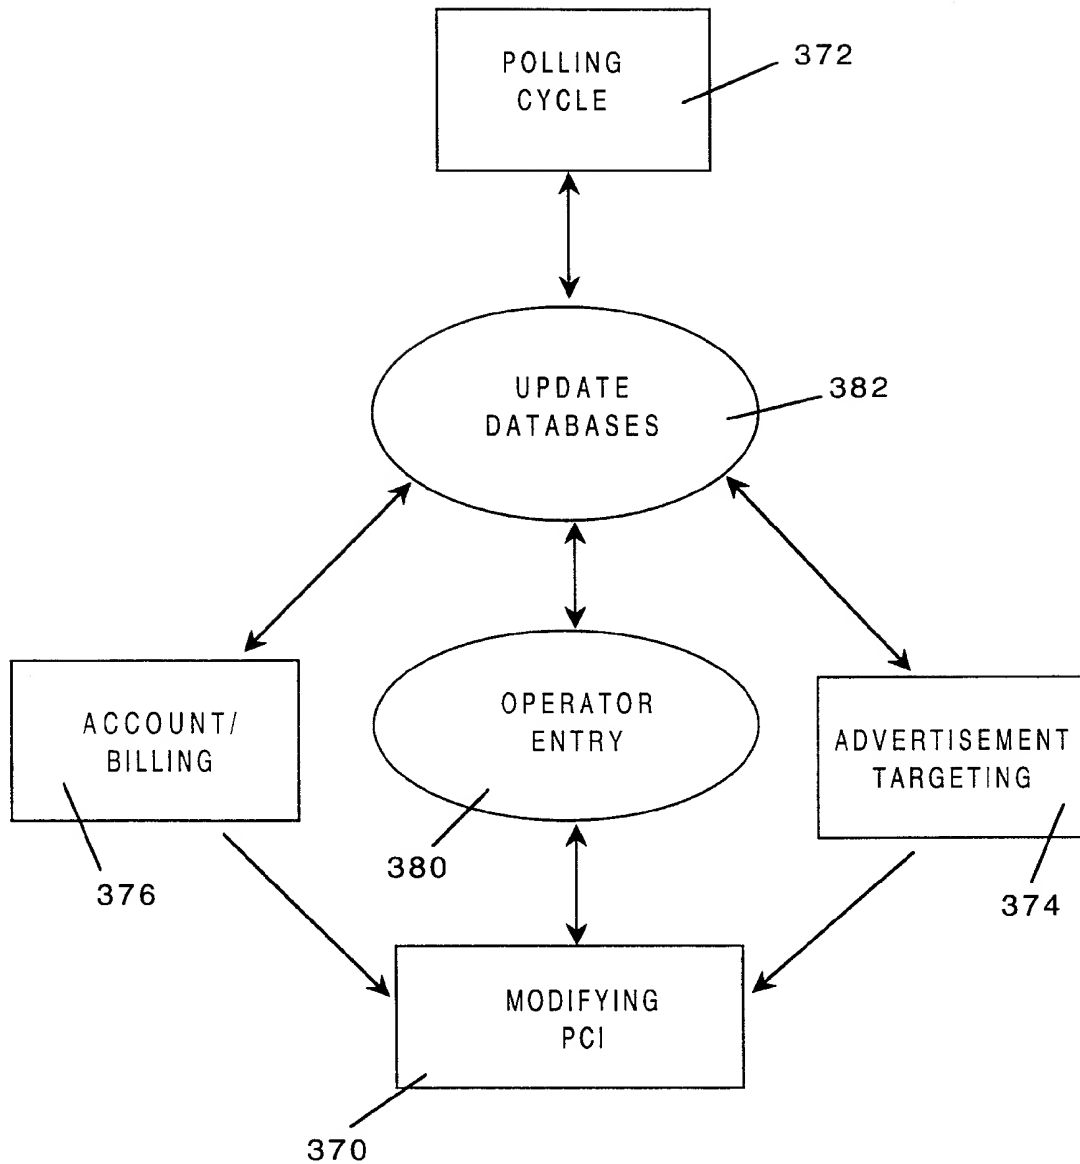 POLLING
CYCLE
372
UPDATE
DATABASES
382
ACCOUNT/
BILLING
376
OPERATOR
ENTRY
380
ADVERTISEMENT
TARGETING
374
MODIFYING
PCI
370